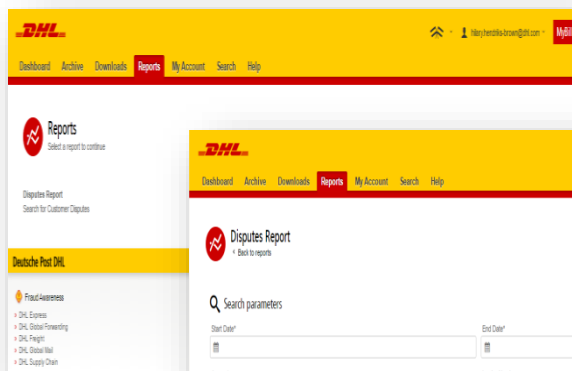 DHL
hilary.hendrika-brown@dhl.com
MyBill
Dashboard Archive Downloads Reports My Account Search Help
Reports
Select a report to continue
Disputes Report
Search for Customer Disputes
Deutsche Post DHL
Fraud Awareness
» DHL Express
» DHL Global Forwarding
» DHL Freight
» DHL Global Mail
» DHL Supply Chain
DHL
Dashboard Archive Downloads Reports My Account Search Help
Disputes Report
‹ Back to reports
Search parameters
Start Date* End Date*